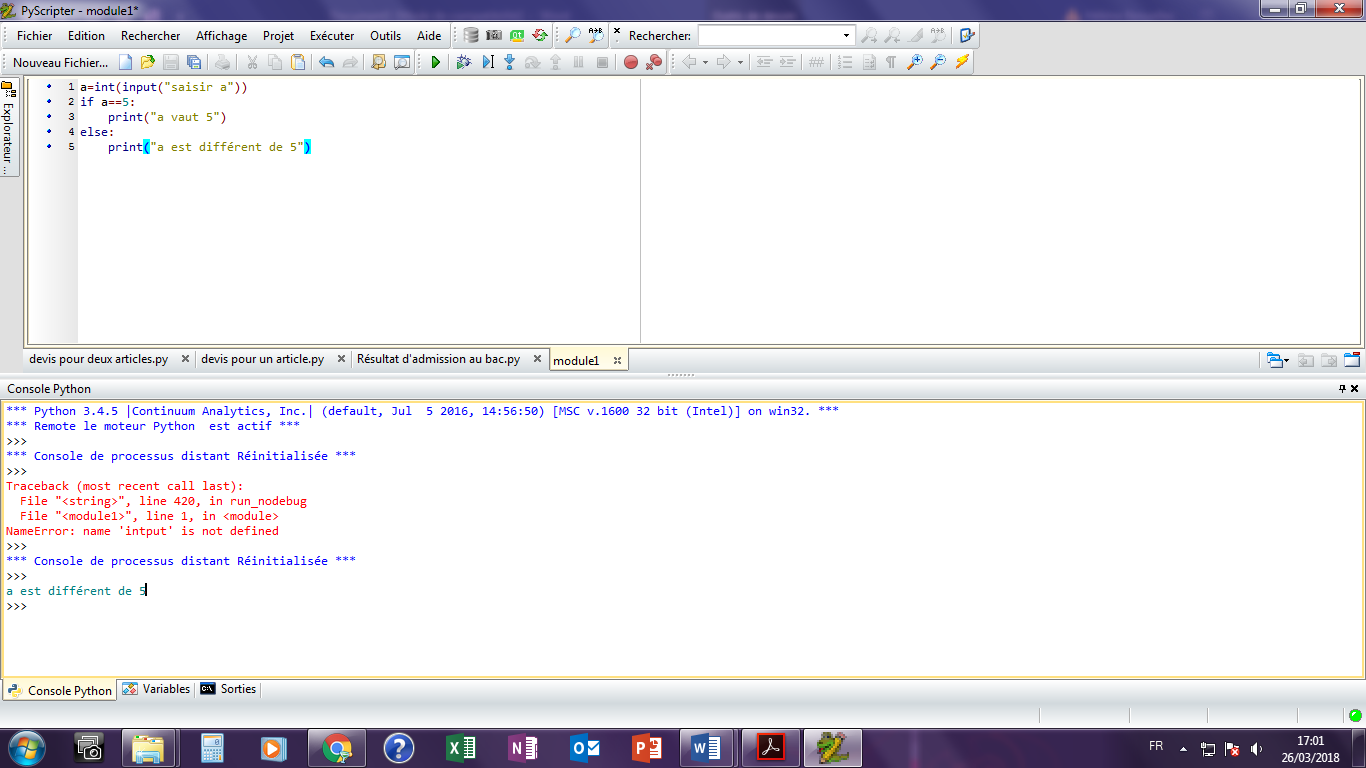 PyScripter - module1*
Fichier Edition Rechercher Affichage Projet Exécuter Outils Aide Rechercher:
Nouveau Fichier...
Explorateur ...
1 a=int(input("saisir a"))
2 if a==5:
3 print("a vaut 5")
4 else:
5 print("a est différent de 5")
devis pour deux articles.py devis pour un article.py Résultat d'admission au bac.py module1
Console Python
*** Python 3.4.5 |Continuum Analytics, Inc.| (default, Jul  5 2016, 14:56:50) [MSC v.1600 32 bit (Intel)] on win32. ***
*** Remote le moteur Python  est actif ***
>>>
*** Console de processus distant Réinitialisée ***
>>>
Traceback (most recent call last):
File "<string>", line 420, in run_nodebug
File "<module1>", line 1, in <module>
NameError: name 'intput' is not defined
>>>
*** Console de processus distant Réinitialisée ***
>>>
a est différent de 5
>>>
Console Python Variables Sorties
FR 17:01
26/03/2018